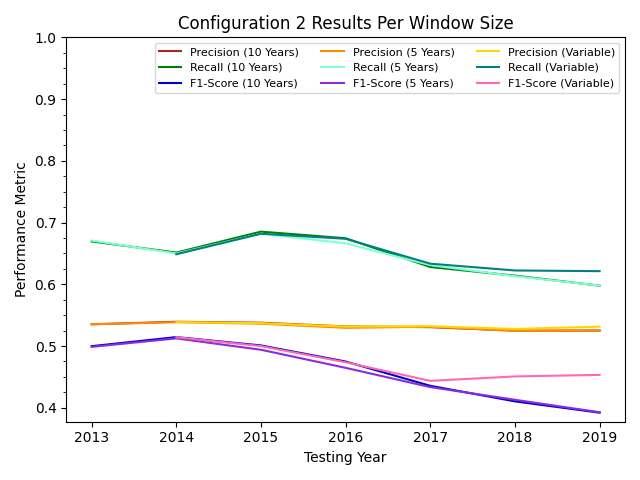 Configuration 2 Results Per Window Size
1.0
0.9
0.8
0.7
0.6
0.5
0.4
Performance Metric
Precision (10 Years)
Recall (10 Years)
F1-Score (10 Years)
Precision (5 Years)
Recall (5 Years)
F1-Score (5 Years)
Precision (Variable)
Recall (Variable)
F1-Score (Variable)
2013 2014 2015 2016 2017 2018 2019
Testing Year